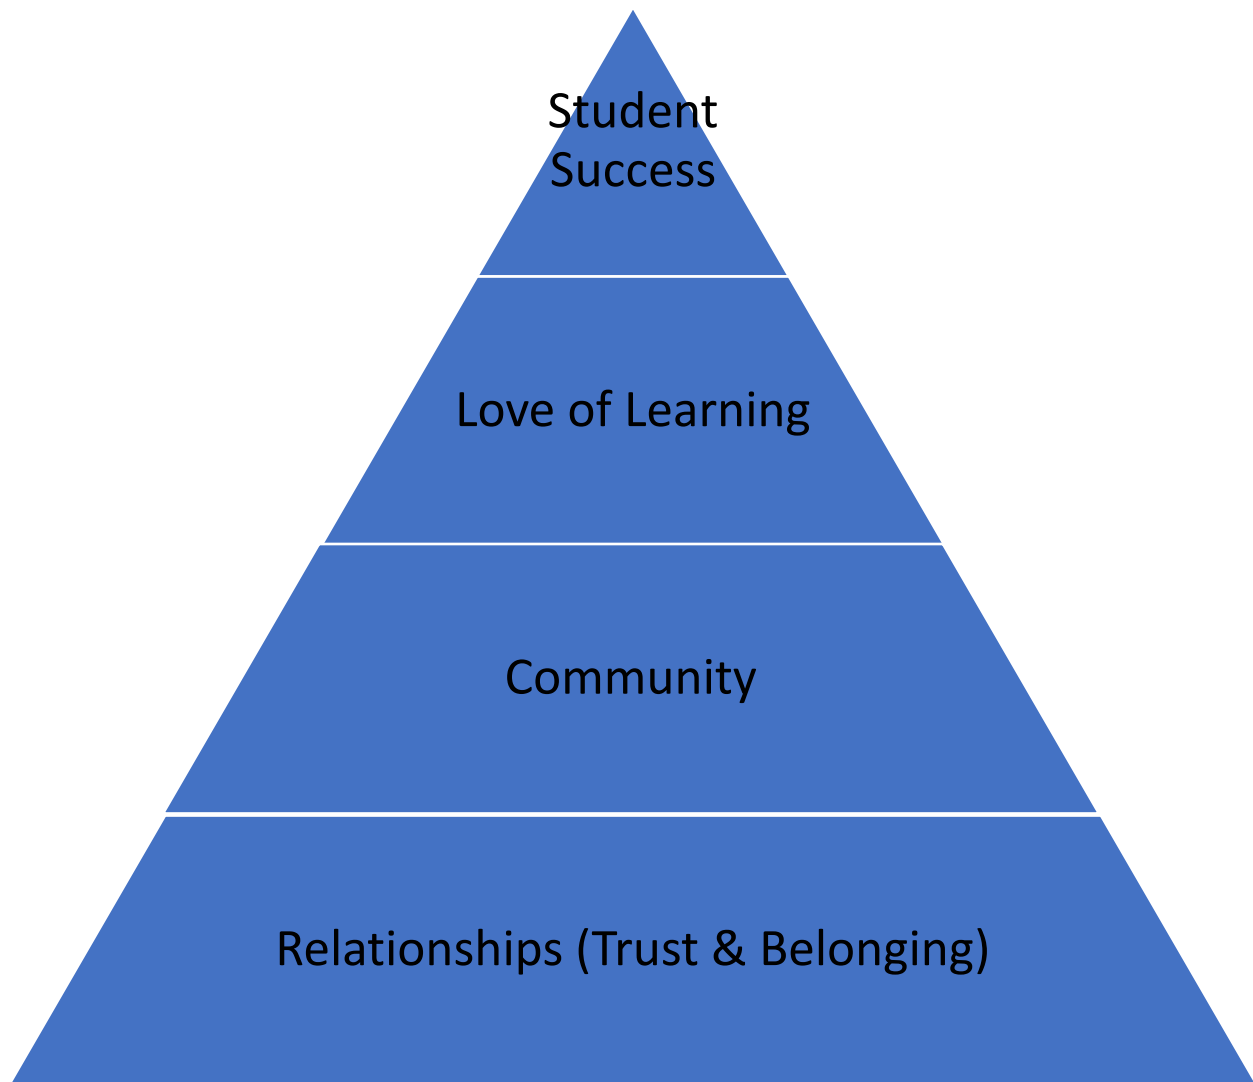 Student
Success
Love of Learning
Community
Relationships (Trust & Belonging)